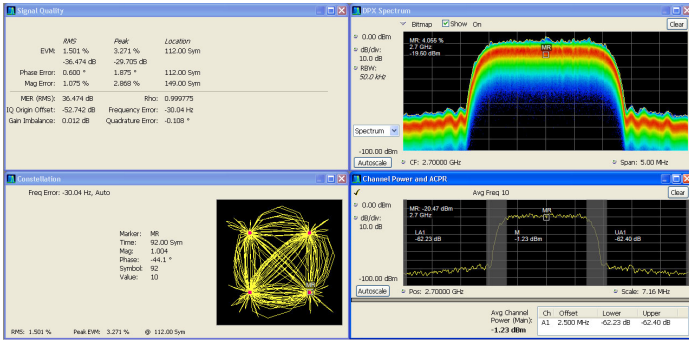 Signal Quality
RMS Peak Location
EVM: 1.501 % 3.271 % 112.00 Sym
-36.474 dB -29.705 dB
Phase Error: 0.600 ° 1.875 ° 112.00 Sym
Mag Error: 1.075 % 2.868 % 149.00 Sym
MER (RMS): 36.474 dB Rho: 0.999775
IQ Origin Offset: -52.742 dB Frequency Error: -30.04 Hz
Gain Imbalance: 0.012 dB Quadrature Error: -0.108 °
DPX Spectrum
Bitmap Show On Clear
0.00 dBm
dB/div:
10.0 dB
RBW:
50.0 kHz
MR: 4.055 %
2.7 GHz
-19.50 dBm
MR
Spectrum
-100.00 dBm
Autoscale CF: 2.70000 GHz Span: 5.00 MHz
Constellation
Freq Error: -30.04 Hz, Auto
Marker: MR
Time: 92.00 Sym
Mag: 1.004
Phase: -44.1 °
Symbol: 92
Value: 10
MR
RMS: 1.501 % Peak EVM: 3.271 % @ 112.00 Sym
Channel Power and ACPR
Avg Freq 10 Clear
0.00 dBm
dB/div:
10.0 dB
MR: -20.47 dBm
2.7 GHz
MR
LA1 M UA1
-62.23 dB -1.23 dBm -62.40 dB
-100.00 dBm
Autoscale Pos: 2.70000 GHz Scale: 7.16 MHz
Avg Channel
Power (Main):
-1.23 dBm
Ch Offset Lower Upper
A1 2.500 MHz -62.23 dB -62.40 dB